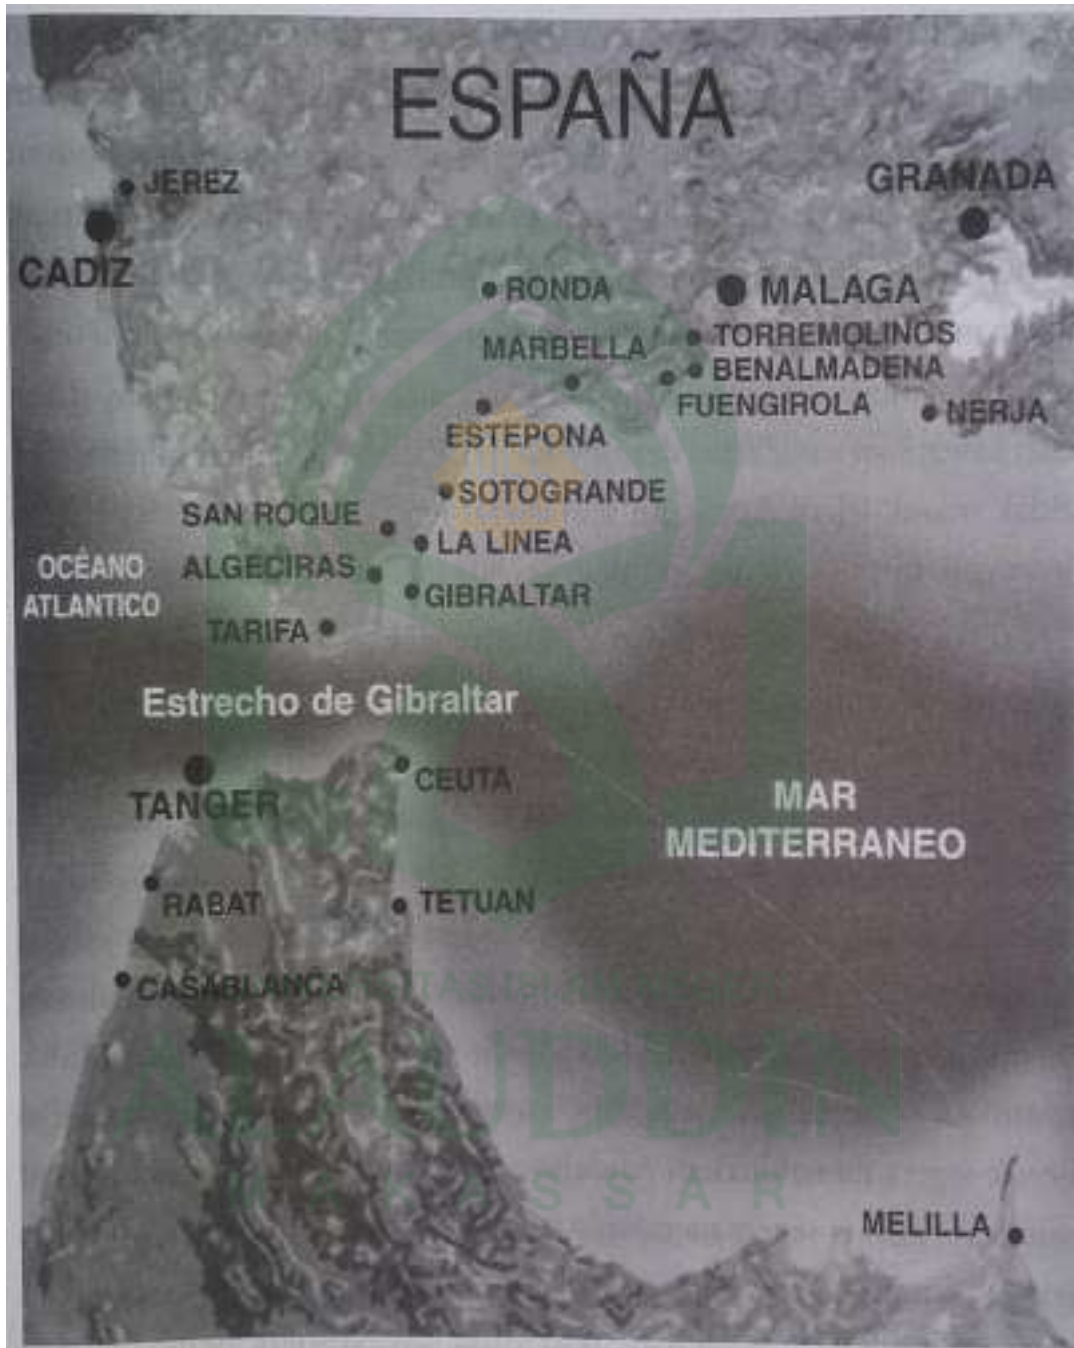 ESPAÑA
JEREZ
GRANADA
CADIZ
RONDA
MALAGA
TORREMOLINOS
MARBELLA
BENALMADENA
FUENGIROLA
NERJA
ESTEPONA
SOTOGRANDE
SAN ROQUE
LA LINEA
OCÉANO
ATLANTICO
ALGECIRAS
GIBRALTAR
TARIFA
Estrecho de Gibraltar
CEUTA
TANGER
MAR
MEDITERRANEO
RABAT
TETUAN
CASABLANCA
ALAUDDIN
MAKASSAR
MELILLA